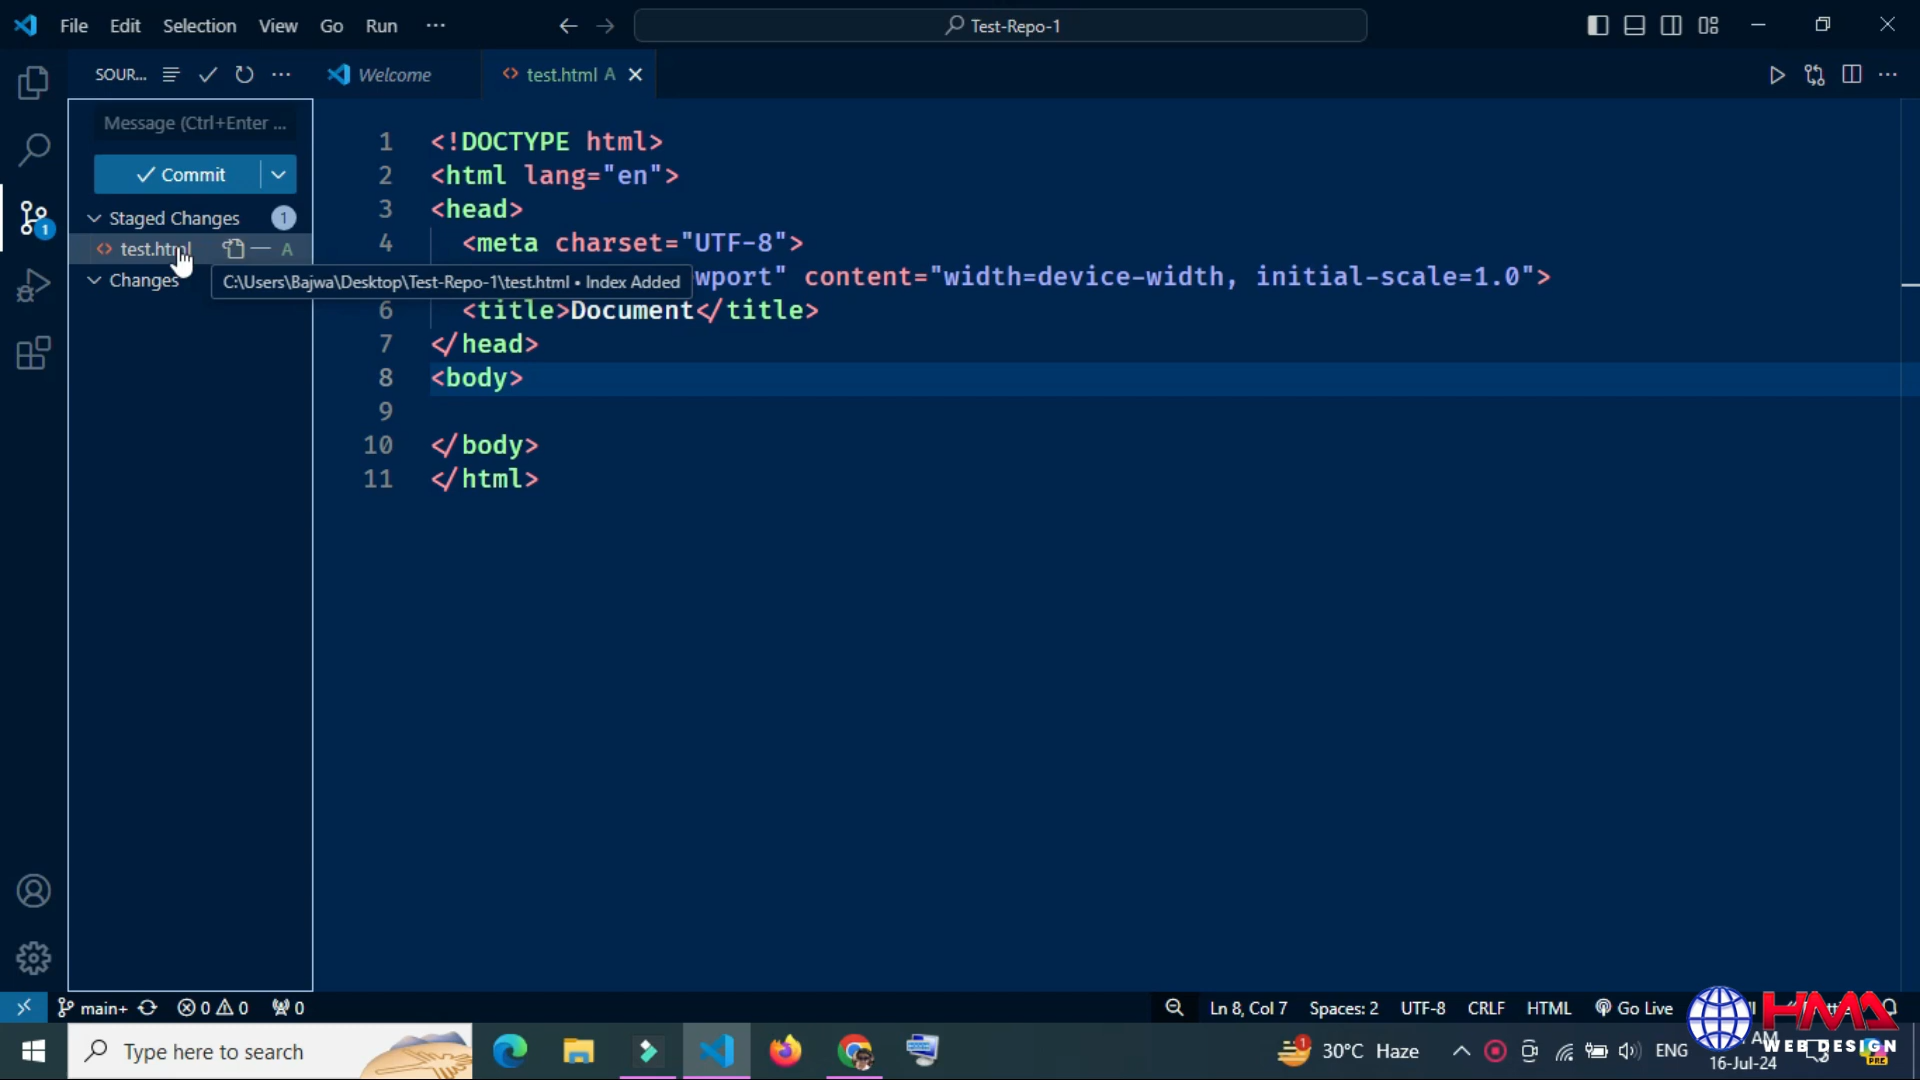 File Edit Selection View Go Run ··· Test-Repo-1
SOUR... Welcome test.html A
Message (Ctrl+Enter ...
Commit
Staged Changes 1
test.html A
Changes
C:\Users\Bajwa\Desktop\Test-Repo-1\test.html • Index Added
1
1 <!DOCTYPE html>
2 <html lang="en">
3 <head>
4 <meta charset="UTF-8">
wport" content="width=device-width, initial-scale=1.0">
6 <title>Document</title>
7 </head>
8 <body>
9
10 </body>
11 </html>
main+ 0 0 0 Ln 8, Col 7 Spaces: 2 UTF-8 CRLF HTML Go Live
Type here to search 1 30°C Haze ENG AM
16-Jul-24
PRE
HMA
WEB DESIGN